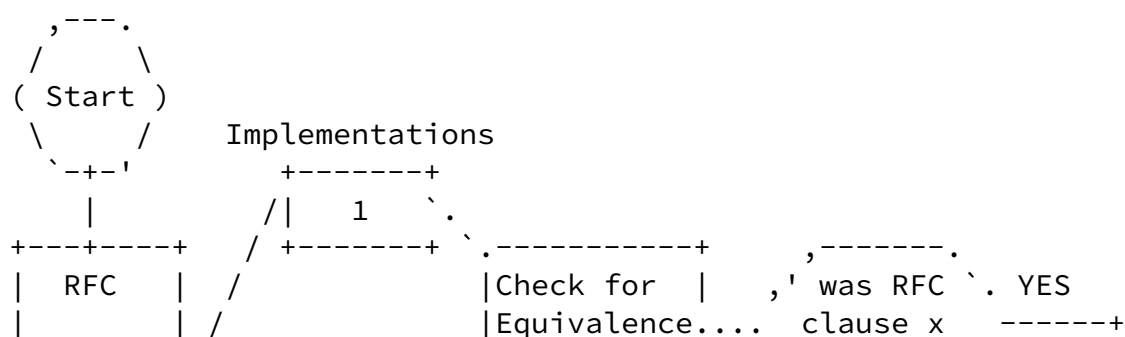 Start
Implementations
1
RFC
Check for
was RFC
YES
Equivalence....
clause x